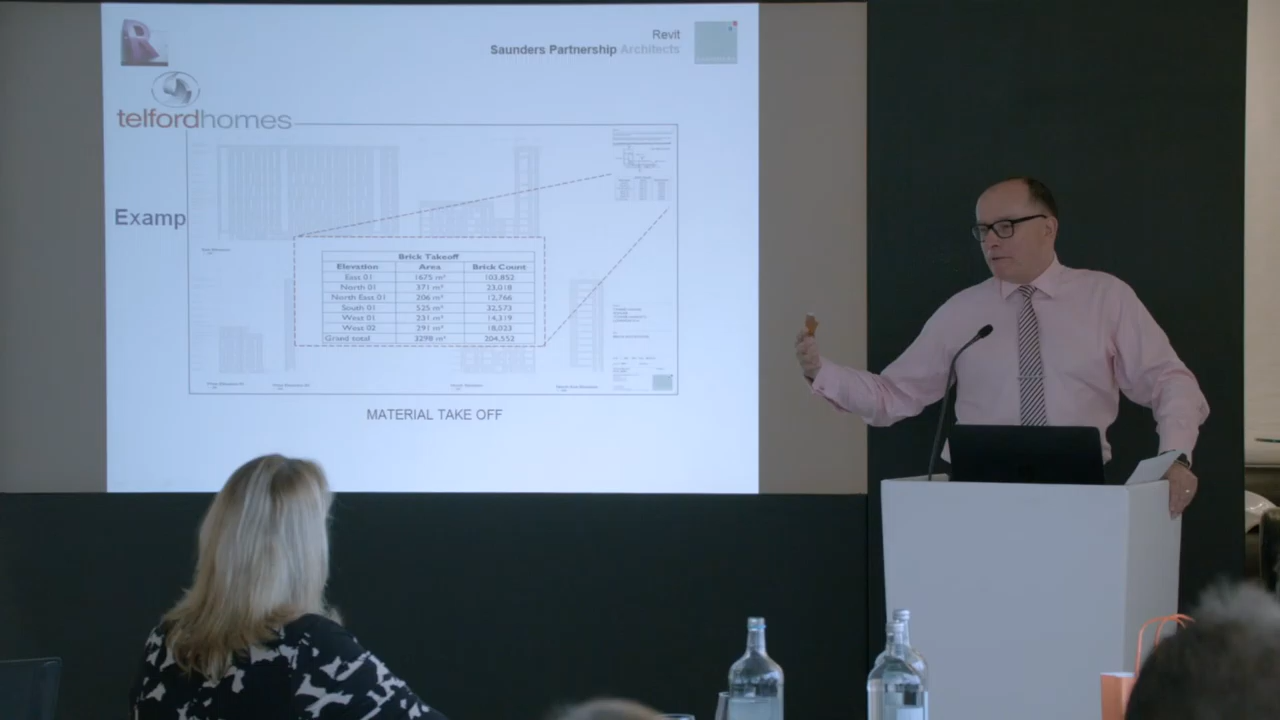 R
Revit
Saunders Partnership Architects
telfordhomes
Examp
Brick Takeoff
Elevation Area Brick Count
East 01 1675 m² 103,852
North 01 371 m² 23,018
North East 01 206 m² 12,766
South 01 525 m² 32,573
West 01 231 m² 14,319
West 02 291 m² 18,023
Grand total 3298 m² 204,552
MATERIAL TAKE OFF